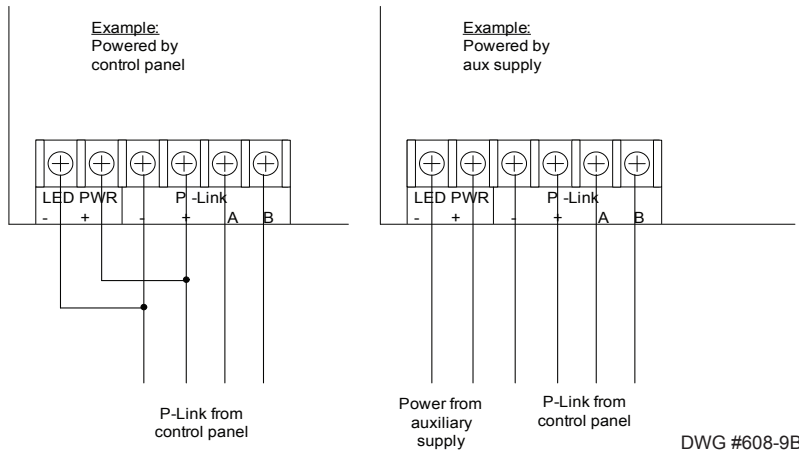 Example:
Powered by
control panel
LED PWR P -Link
- + - + A B
P-Link from
control panel
Example:
Powered by
aux supply
LED PWR P -Link
- + - + A B
Power from
auxiliary
supply
P-Link from
control panel
DWG #608-9B